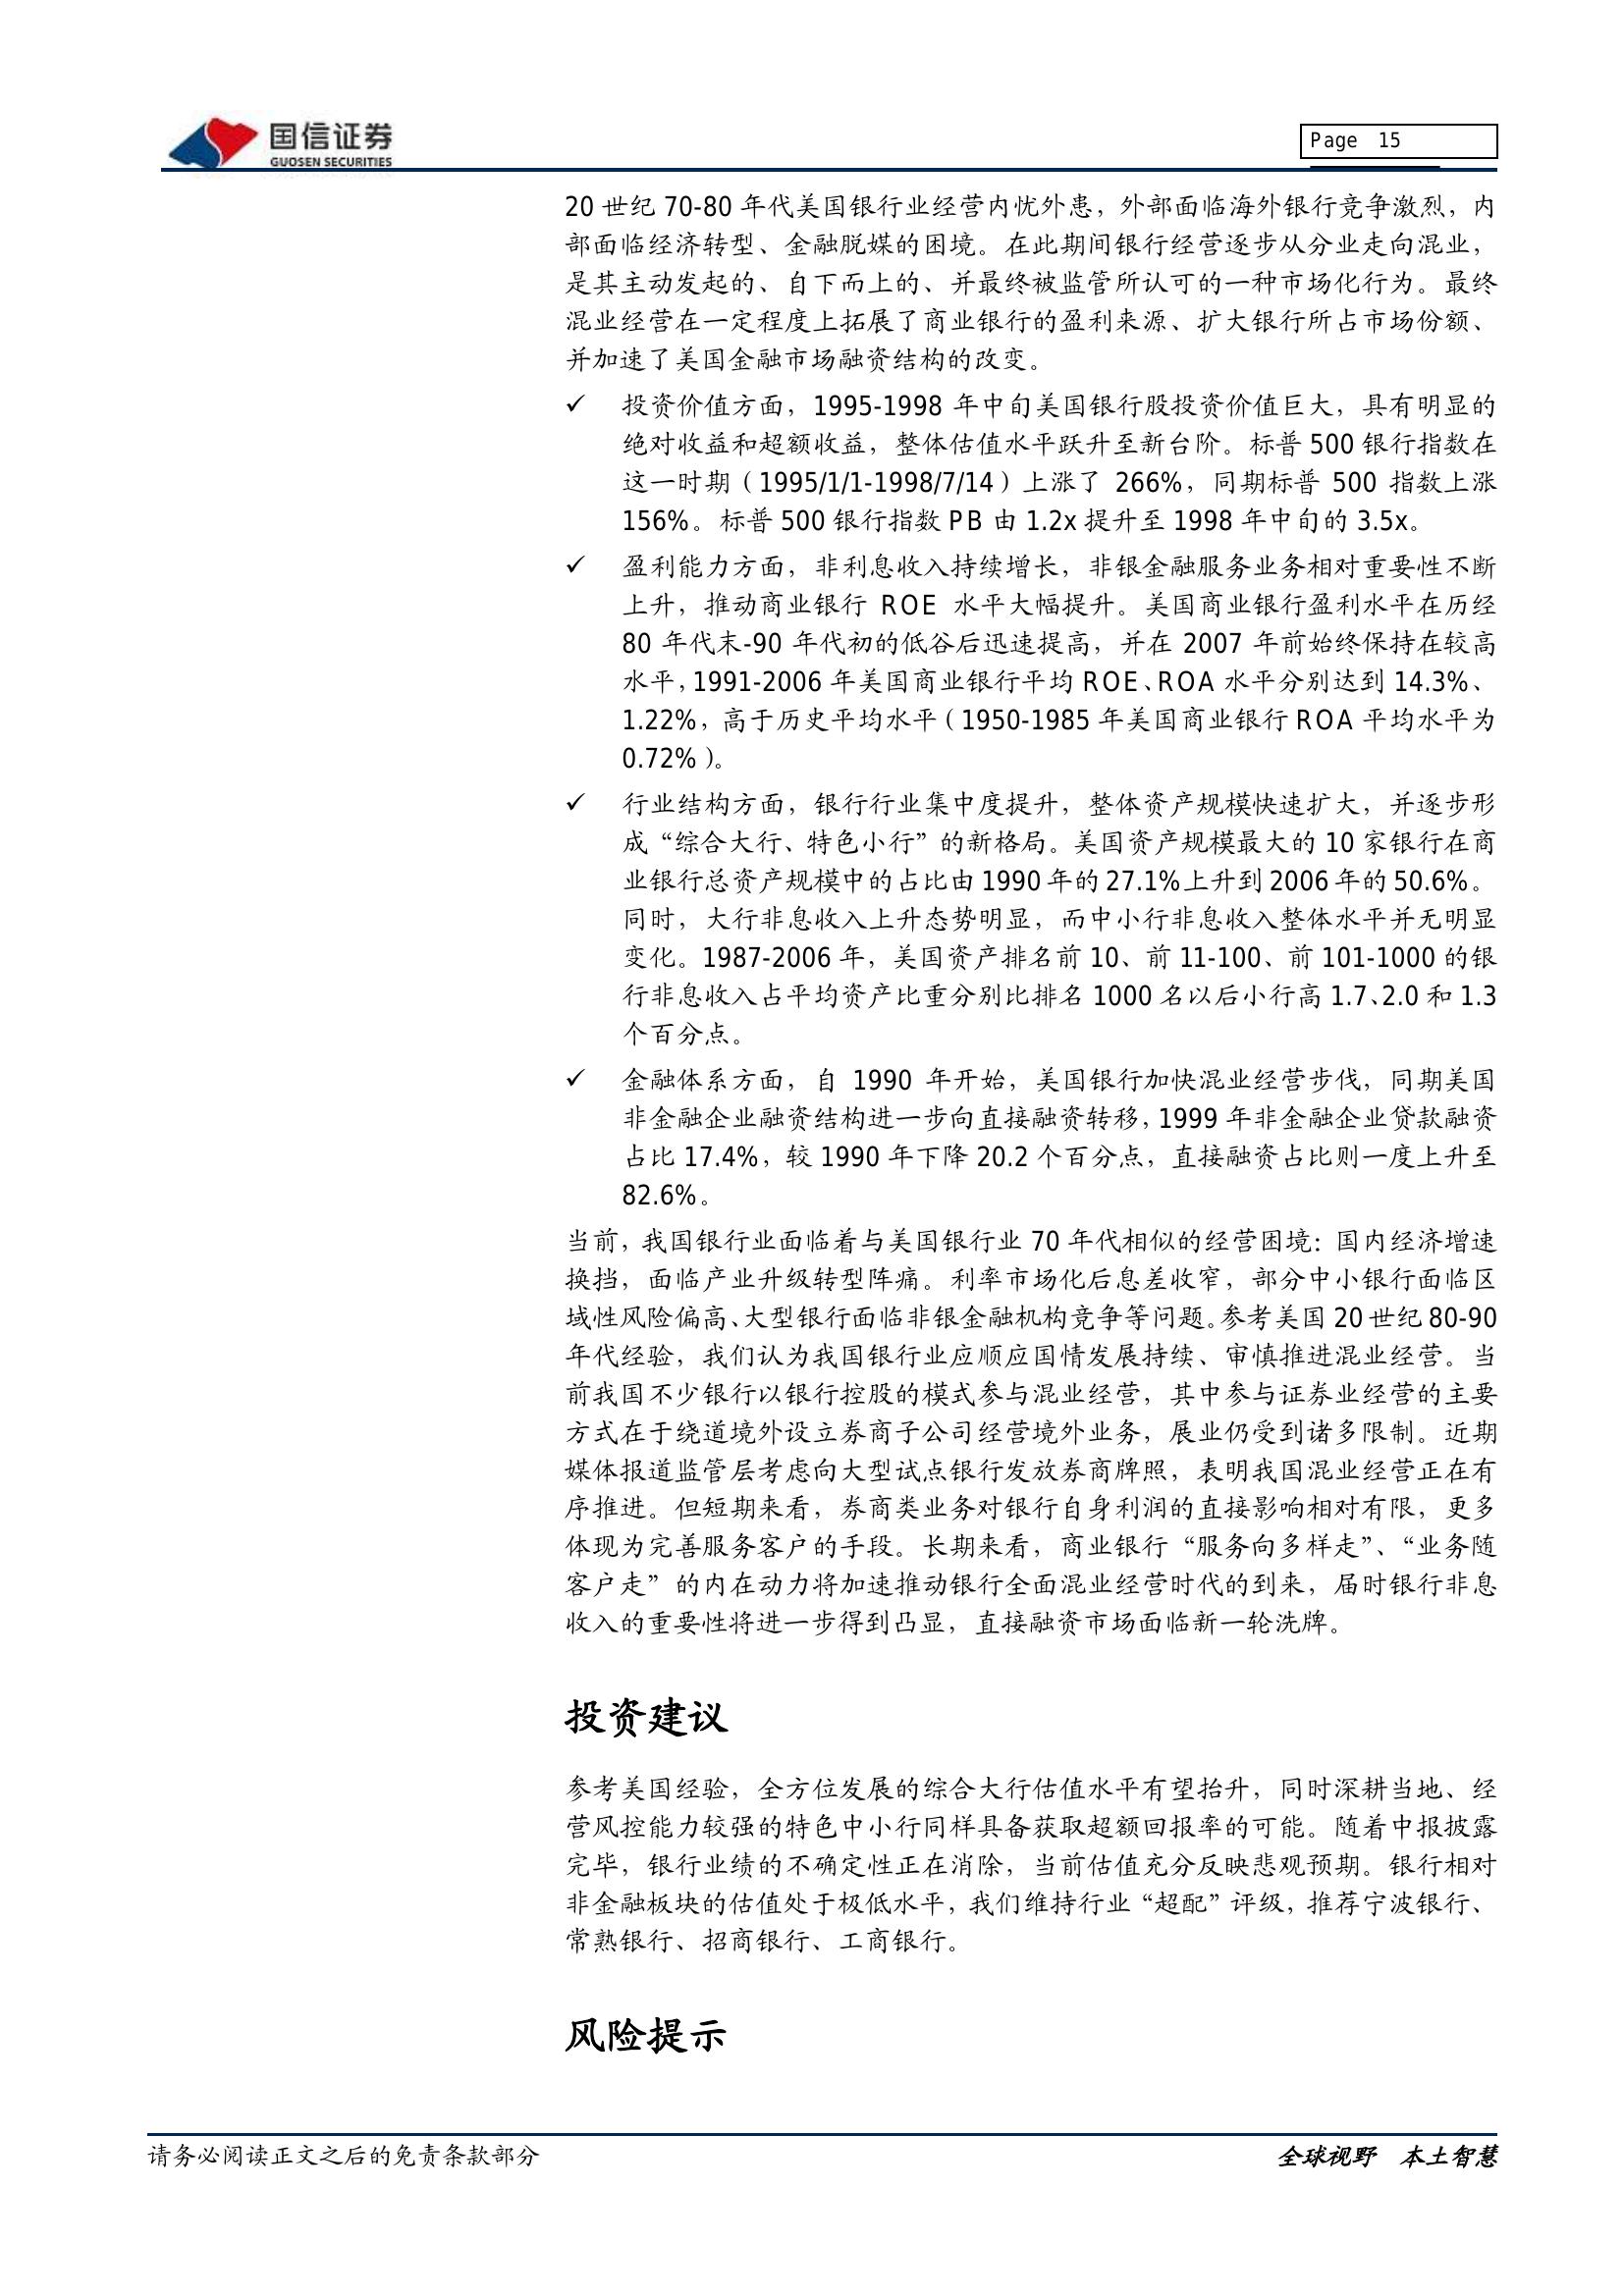 国信证券
GUOSEN SECURITIES
Page 15
20 世纪 70-80 年代美国银行业经营内忧外患，外部面临海外银行竞争激烈，内
部面临经济转型、金融脱媒的困境。在此期间银行经营逐步从分业走向混业，
是其主动发起的、自下而上的、并最终被监管所认可的一种市场化行为。最终
混业经营在一定程度上拓展了商业银行的盈利来源、扩大银行所占市场份额、
并加速了美国金融市场融资结构的改变。
✓ 投资价值方面，1995-1998 年中旬美国银行股投资价值巨大，具有明显的
绝对收益和超额收益，整体估值水平跃升至新台阶。标普 500 银行指数在
这一时期（1995/1/1-1998/7/14）上涨了 266%，同期标普 500 指数上涨
156%。标普 500 银行指数 PB 由 1.2x 提升至 1998 年中旬的 3.5x。
✓ 盈利能力方面，非利息收入持续增长，非银金融服务业务相对重要性不断
上升，推动商业银行 ROE 水平大幅提升。美国商业银行盈利水平在历经
80 年代末-90 年代初的低谷后迅速提高，并在 2007 年前始终保持在较高
水平，1991-2006 年美国商业银行平均 ROE、ROA 水平分别达到 14.3%、
1.22%，高于历史平均水平（1950-1985 年美国商业银行 ROA 平均水平为
0.72%）。
✓ 行业结构方面，银行行业集中度提升，整体资产规模快速扩大，并逐步形
成“综合大行、特色小行”的新格局。美国资产规模最大的 10 家银行在商
业银行总资产规模中的占比由 1990 年的 27.1%上升到 2006 年的 50.6%。
同时，大行非息收入上升态势明显，而中小行非息收入整体水平并无明显
变化。1987-2006 年，美国资产排名前 10、前 11-100、前 101-1000 的银
行非息收入占平均资产比重分别比排名 1000 名以后小行高 1.7、2.0 和 1.3
个百分点。
✓ 金融体系方面，自 1990 年开始，美国银行加快混业经营步伐，同期美国
非金融企业融资结构进一步向直接融资转移，1999 年非金融企业贷款融资
占比 17.4%，较 1990 年下降 20.2 个百分点，直接融资占比则一度上升至
82.6%。
当前，我国银行业面临着与美国银行业 70 年代相似的经营困境：国内经济增速
换挡，面临产业升级转型阵痛。利率市场化后息差收窄，部分中小银行面临区
域性风险偏高、大型银行面临非银金融机构竞争等问题。参考美国 20 世纪 80-90
年代经验，我们认为我国银行业应顺应国情发展持续、审慎推进混业经营。当
前我国不少银行以银行控股的模式参与混业经营，其中参与证券业经营的主要
方式在于绕道境外设立券商子公司经营境外业务，展业仍受到诸多限制。近期
媒体报道监管层考虑向大型试点银行发放券商牌照，表明我国混业经营正在有
序推进。但短期来看，券商类业务对银行自身利润的直接影响相对有限，更多
体现为完善服务客户的手段。长期来看，商业银行“服务向多样走”、“业务随
客户走”的内在动力将加速推动银行全面混业经营时代的到来，届时银行非息
收入的重要性将进一步得到凸显，直接融资市场面临新一轮洗牌。
投资建议
参考美国经验，全方位发展的综合大行估值水平有望抬升，同时深耕当地、经
营风控能力较强的特色中小行同样具备获取超额回报率的可能。随着中报披露
完毕，银行业绩的不确定性正在消除，当前估值充分反映悲观预期。银行相对
非金融板块的估值处于极低水平，我们维持行业“超配”评级，推荐宁波银行、
常熟银行、招商银行、工商银行。
风险提示
请务必阅读正文之后的免责条款部分
全球视野 本土智慧